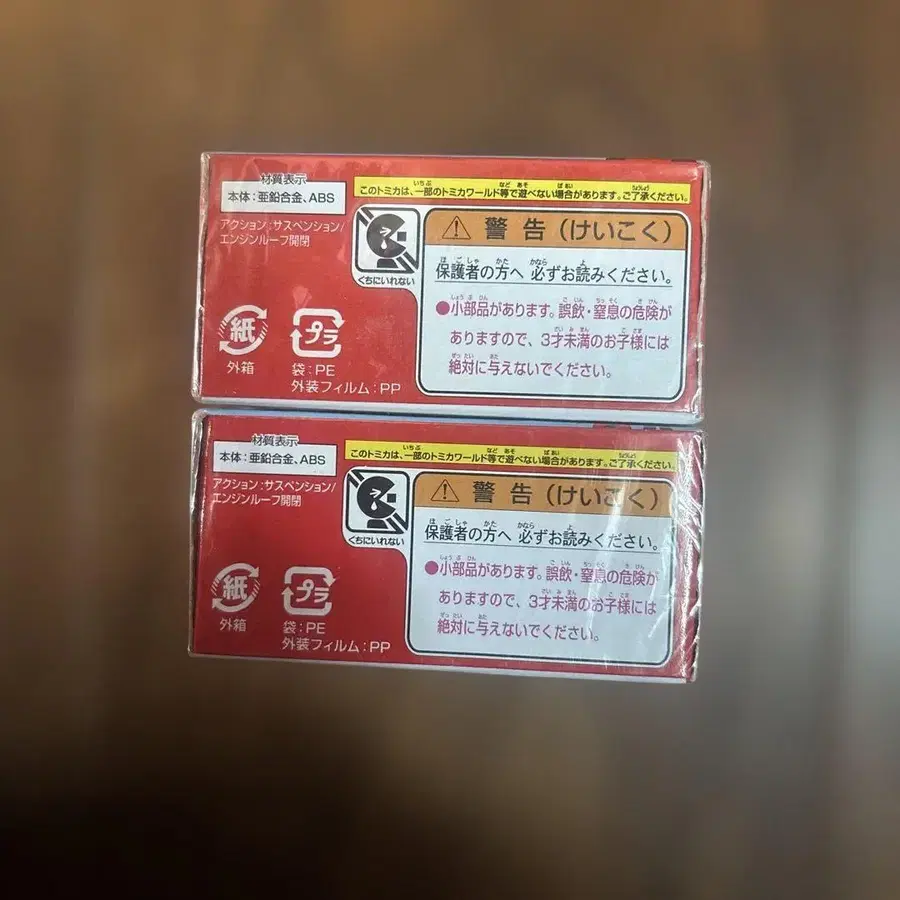 材質表示
本体：亜鉛合金、ABS
アクション：サスペンション/
エンジンルーフ開閉
このトミカは、一部のトミカワールド等で遊べない場合があります。ご了承ください。
くちにいれない
警告（けいこく）
保護者の方へ 必ずお読みください。
●小部品があります。誤飲・窒息の危険が
ありますので、3才未満のお子様には
絶対に与えないでください。
紙
外箱
プラ
袋：PE
外装フィルム：PP
材質表示
本体：亜鉛合金、ABS
アクション：サスペンション/
エンジンルーフ開閉
このトミカは、一部のトミカワールド等で遊べない場合があります。ご了承ください。
くちにいれない
警告（けいこく）
保護者の方へ 必ずお読みください。
●小部品があります。誤飲・窒息の危険が
ありますので、3才未満のお子様には
絶対に与えないでください。
紙
外箱
プラ
袋：PE
外装フィルム：PP